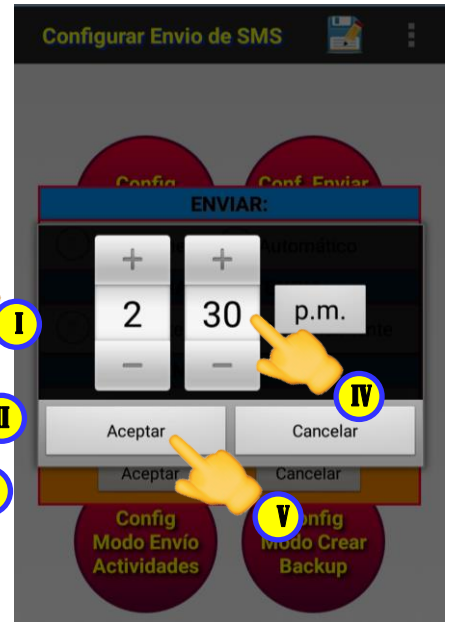 Configurar Envio de SMS
Config
Conf. Enviar
ENVIAR:
Automático
+ +
2 30 p.m.
I
IV
Aceptar Cancelar
Aceptar Cancelar
V
Config
Modo Envío
Actividades
Config
Modo Crear
Backup